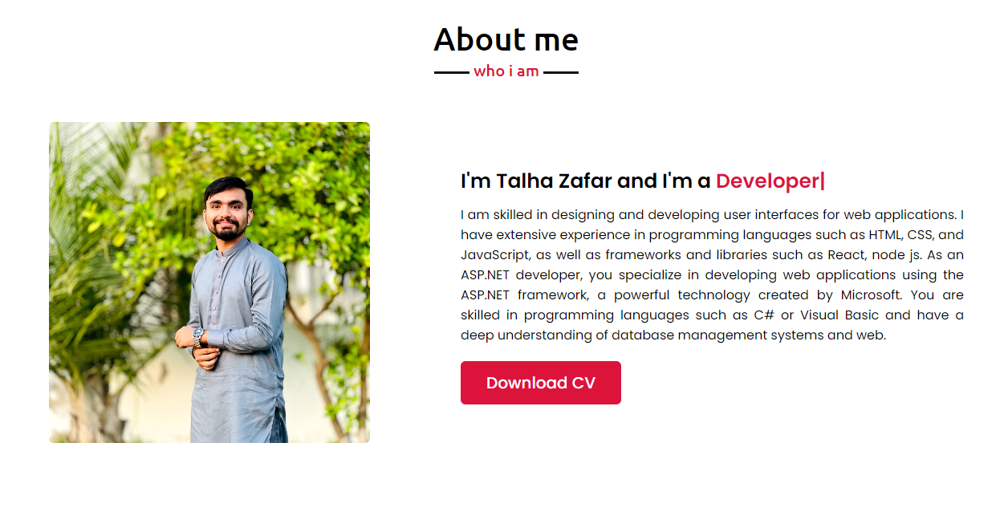 About me
who i am
I'm Talha Zafar and I'm a Developer|
I am skilled in designing and developing user interfaces for web applications. I
have extensive experience in programming languages such as HTML, CSS, and
JavaScript, as well as frameworks and libraries such as React, node js. As an
ASP.NET developer, you specialize in developing web applications using the
ASP.NET framework, a powerful technology created by Microsoft. You are
skilled in programming languages such as C# or Visual Basic and have a
deep understanding of database management systems and web.
Download CV